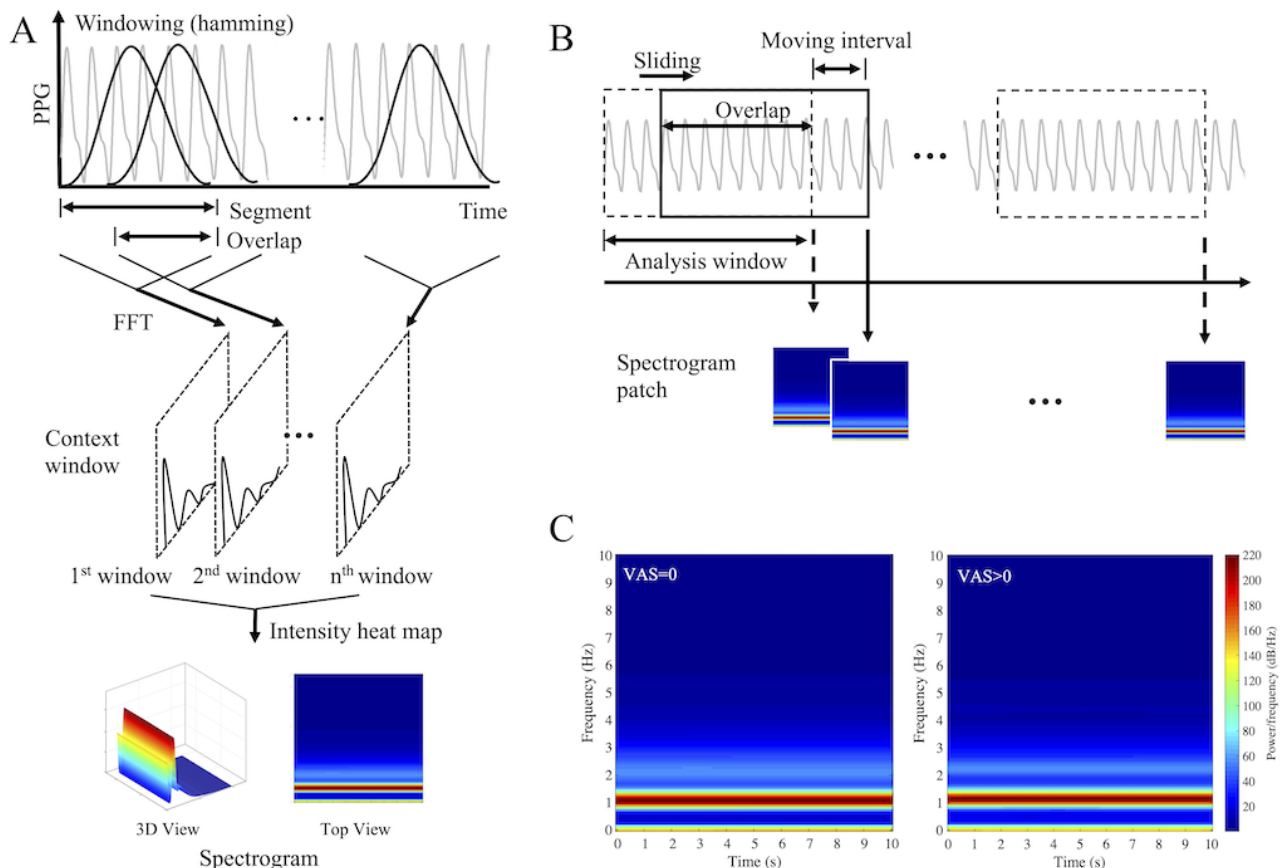 A
Windowing (hamming)
PPG
Segment
Time
Overlap
FFT
Context
window
1st window
2nd window
nth window
Intensity heat map
3D View
Top View
Spectrogram
B
Moving interval
Sliding
Overlap
Analysis window
Spectrogram
patch
C
VAS=0
10
9
8
7
6
5
4
3
2
1
0
Frequency (Hz)
0 1 2 3 4 5 6 7 8 9 10
Time (s)
VAS>0
10
9
8
7
6
5
4
3
2
1
0
Frequency (Hz)
0 1 2 3 4 5 6 7 8 9 10
Time (s)
220
200
180
160
140
120
100
80
60
40
20
Power/frequency (dB/Hz)